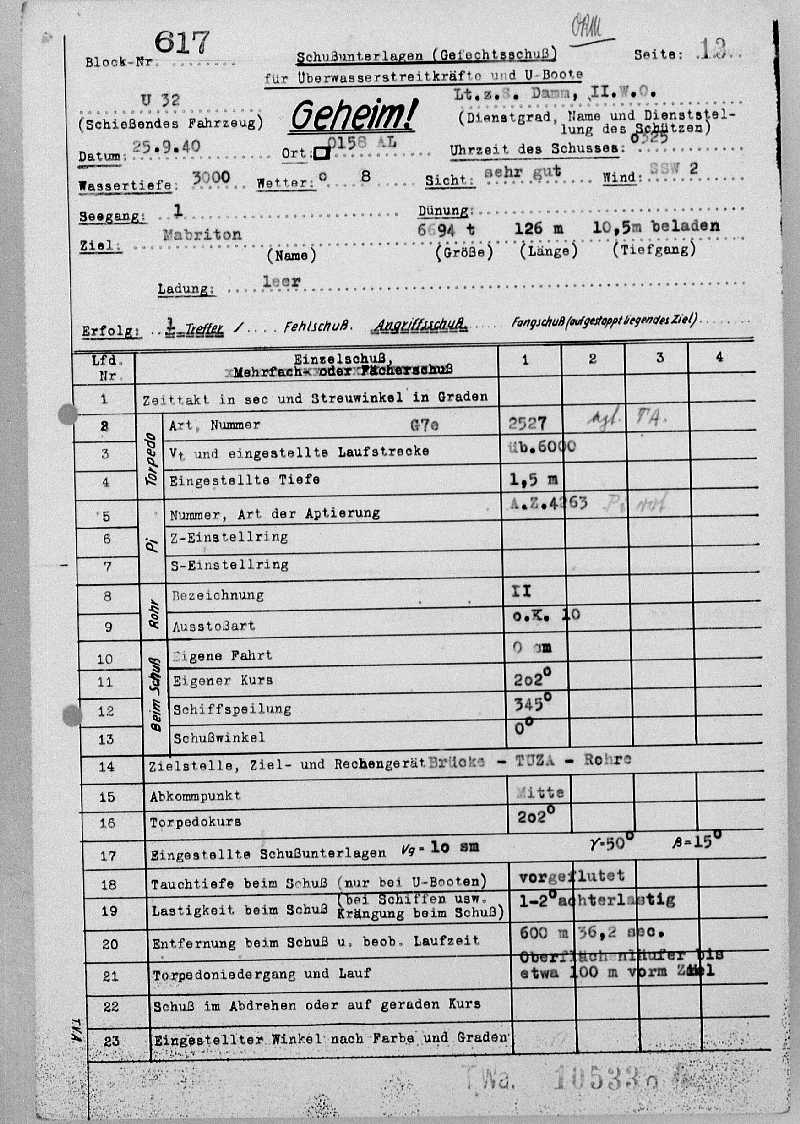 617
Block-Nr.
Schußunterlagen (Gefechtsschuß)
Seite: 13
für Überwasserstreitkräfte und U-Boote
U 32
Geheim!
Lt.z.S. Damm, II.W.O.
(Schießendes Fahrzeug)
(Dienstgrad, Name und Dienststel-
lung des Schützen)
Datum: 25.9.40 Ort: 0158 AL Uhrzeit des Schusses: 0325
Wassertiefe: 3000 Wetter: o 8 Sicht: sehr gut Wind: SSW 2
Seegang: 1 Dünung:
Ziel: Mabriton 6694 t 126 m 10,5m beladen
(Name) (Größe) (Länge) (Tiefgang)
Ladung: leer
Erfolg: 1 Treffer / .... Fehlschuß. Angriffsschuß Fangschuß (aufgestoppt liegendes Ziel)
Lfd. Nr. Einzelschuß, Mehrfach- oder Fächerschuß 1 2 3 4
1 Zeittakt in sec und Streuwinkel in Graden
Torpedo
2 Art, Nummer G7e 2527 TA.
3 Vt und eingestellte Laufstrecke üb.6000
4 Eingestellte Tiefe 1,5 m
Pi
5 Nummer, Art der Aptierung A.Z.4263
6 Z-Einstellring
7 S-Einstellring
Rohr
8 Bezeichnung II
9 Ausstoßart o.K. 10
Beim Schuß
10 Eigene Fahrt 0 sm
11 Eigener Kurs 202°
12 Schiffspeilung 345°
13 Schußwinkel 0°
14 Zielstelle, Ziel- und Rechengerät Brücke - TUZA - Rohre
15 Abkommpunkt Mitte
16 Torpedokurs 202°
17 Eingestellte Schußunterlagen Vg = 10 sm γ=50° β=15°
18 Tauchtiefe beim Schuß (nur bei U-Booten) vorgeflutet
19 Lastigkeit beim Schuß (bei Schiffen usw. Krängung beim Schuß) 1-2° achterlastig
20 Entfernung beim Schuß u. beob. Laufzeit 600 m 36,2 sec.
21 Torpedoniedergang und Lauf Oberflächenläufer bis
etwa 100 m vorm Ziel
22 Schuß im Abdrehen oder auf geraden Kurs
23 Eingestellter Winkel nach Farbe und Graden
TVA
TWa. 10533